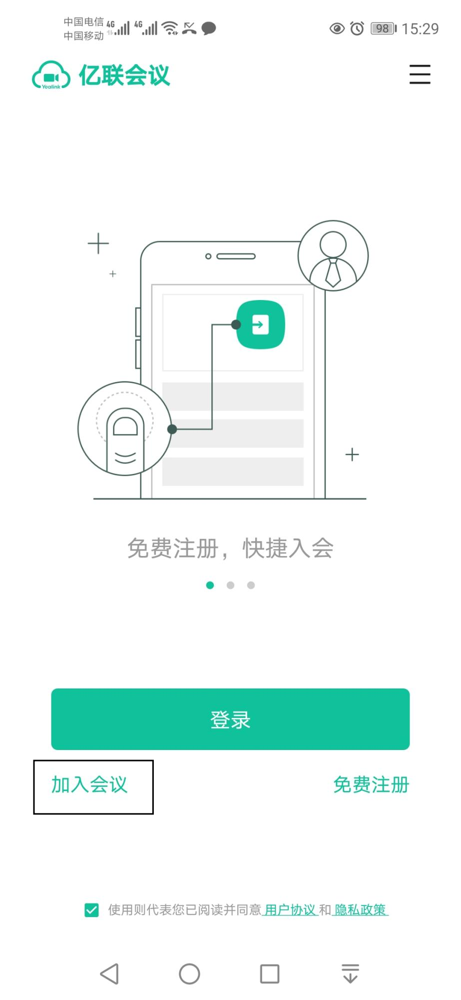 中国电信 4G 4G 98 15:29
中国移动
Yealink 亿联会议
免费注册，快捷入会
登录
加入会议 免费注册
使用则代表您已阅读并同意 用户协议 和 隐私政策